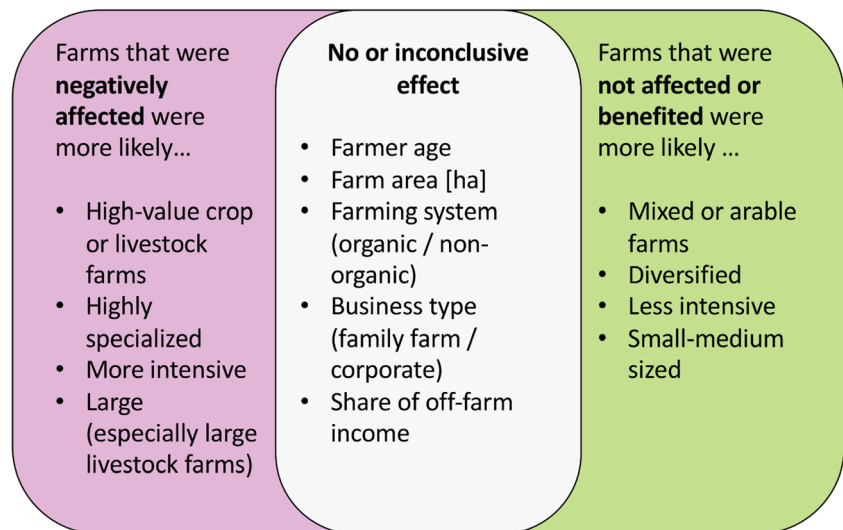 Farms that were
negatively
affected were
more likely…
• High-value crop
or livestock
farms
• Highly
specialized
• More intensive
• Large
(especially large
livestock farms)
No or inconclusive
effect
• Farmer age
• Farm area [ha]
• Farming system
(organic / non-
organic)
• Business type
(family farm /
corporate)
• Share of off-farm
income
Farms that were
not affected or
benefited were
more likely …
• Mixed or arable
farms
• Diversified
• Less intensive
• Small-medium
sized